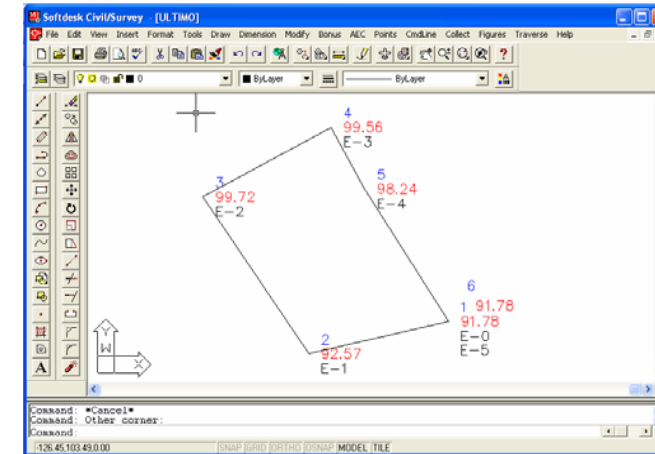 Softdesk Civil/Survey - [ULTIMO]
File Edit View Insert Format Tools Draw Dimension Modify Bonus AEC Points CmdLine Collect Figures Traverse Help
0 ByLayer ByLayer
4
99.56
E-3
5
98.24
E-4
3
99.72
E-2
6
1 91.78
91.78
E-0
E-5
2
92.57
E-1
Y
W
X
A
Command: *Cancel*
Command: Other corner:
Command:
-126.45,103.49,0.00 SNAP GRID ORTHO OSNAP MODEL TILE